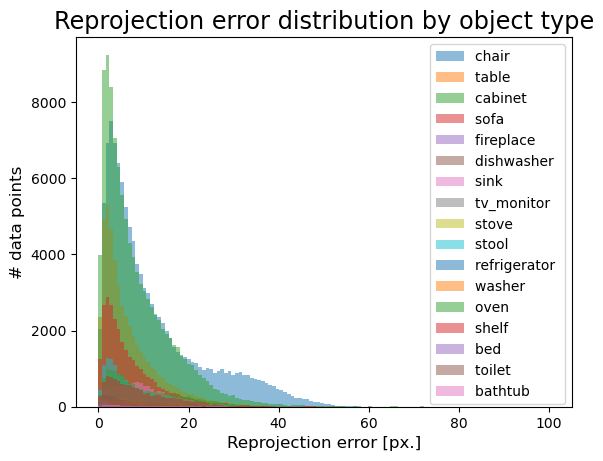 Reprojection error distribution by object type
# data points
8000
6000
4000
2000
0
0 20 40 60 80 100
Reprojection error [px.]
chair
table
cabinet
sofa
fireplace
dishwasher
sink
tv_monitor
stove
stool
refrigerator
washer
oven
shelf
bed
toilet
bathtub